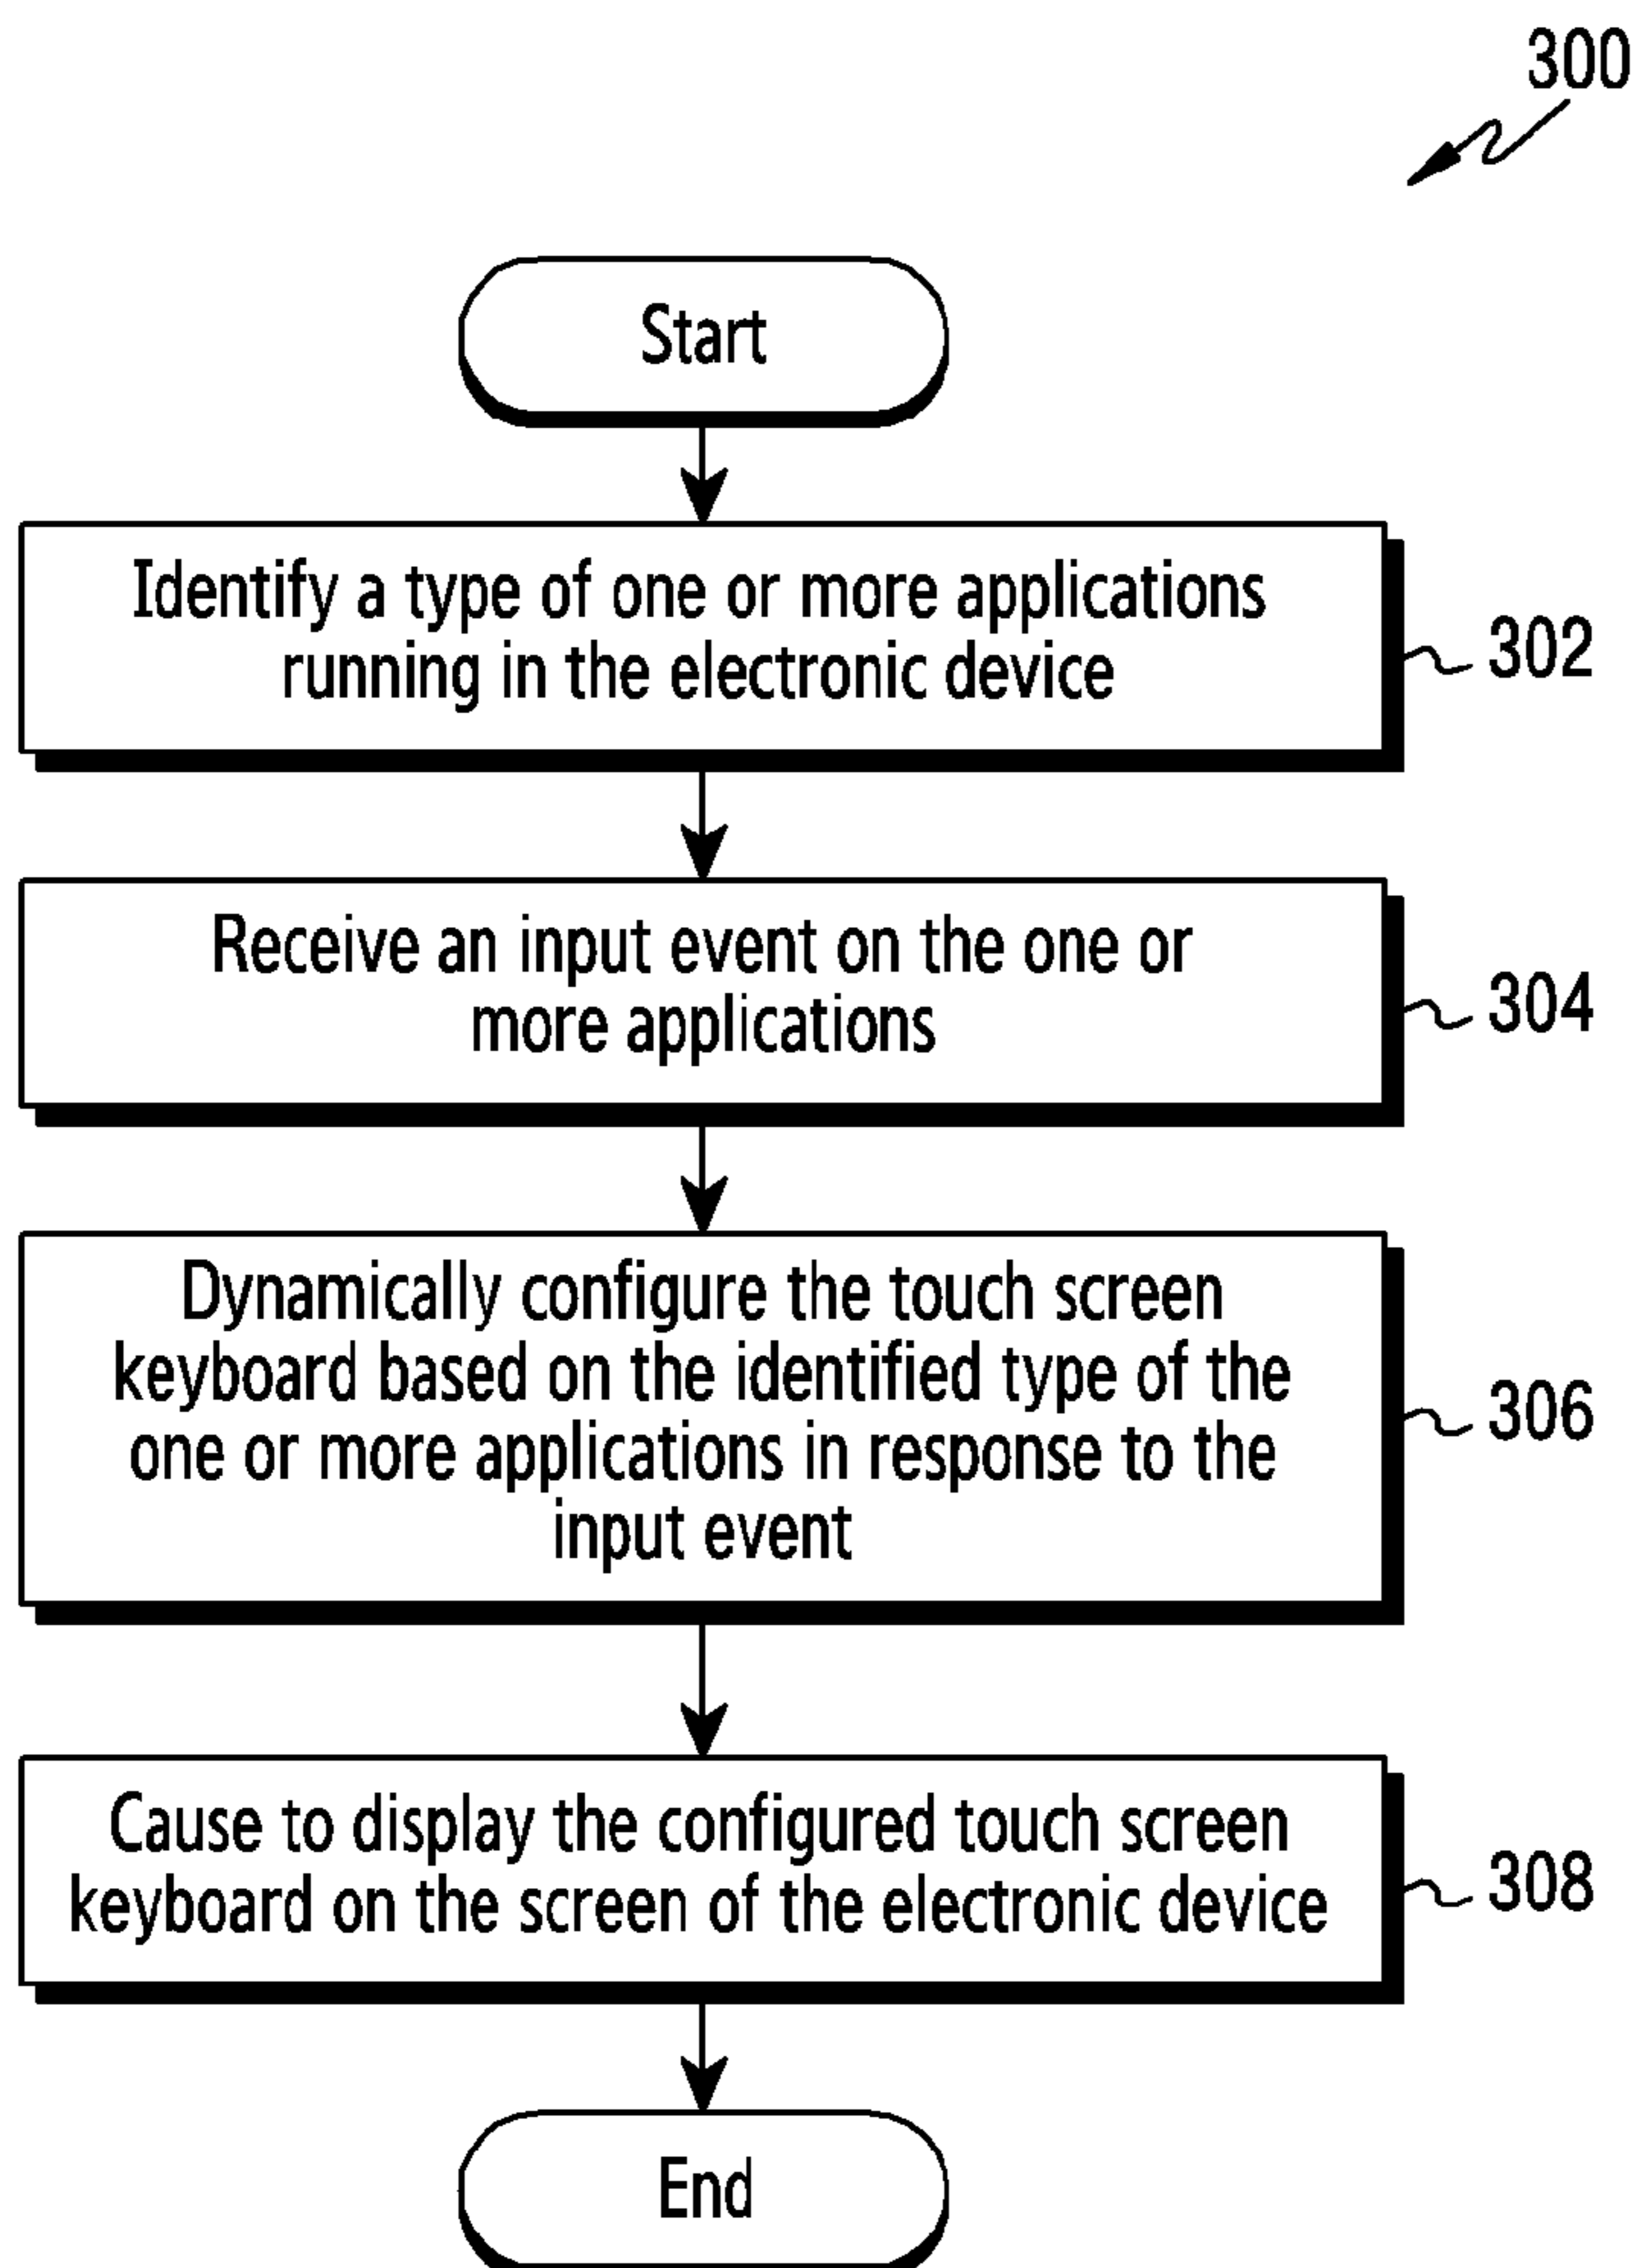 300
Start
Identify a type of one or more applications
running in the electronic device
302
Receive an input event on the one or
more applications
304
Dynamically configure the touch screen
keyboard based on the identified type of the
one or more applications in response to the
input event
306
Cause to display the configured touch screen
keyboard on the screen of the electronic device
308
End